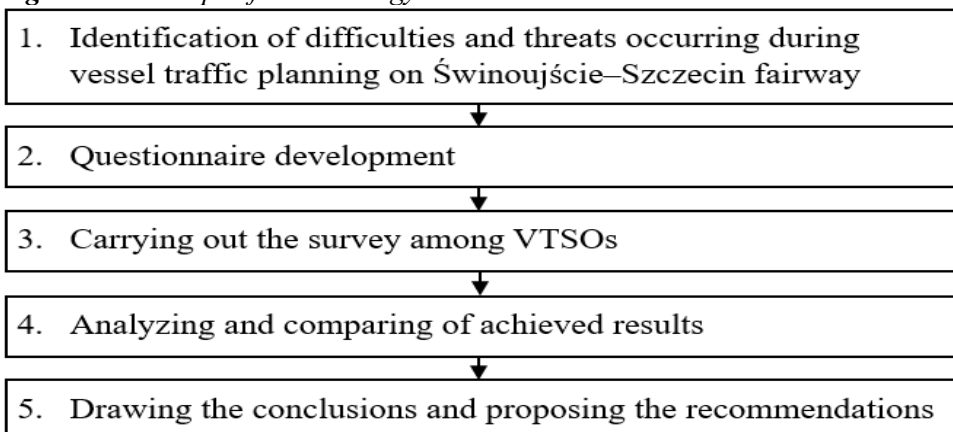 1. Identification of difficulties and threats occurring during
vessel traffic planning on Świnoujście–Szczecin fairway
2. Questionnaire development
3. Carrying out the survey among VTSOs
4. Analyzing and comparing of achieved results
5. Drawing the conclusions and proposing the recommendations